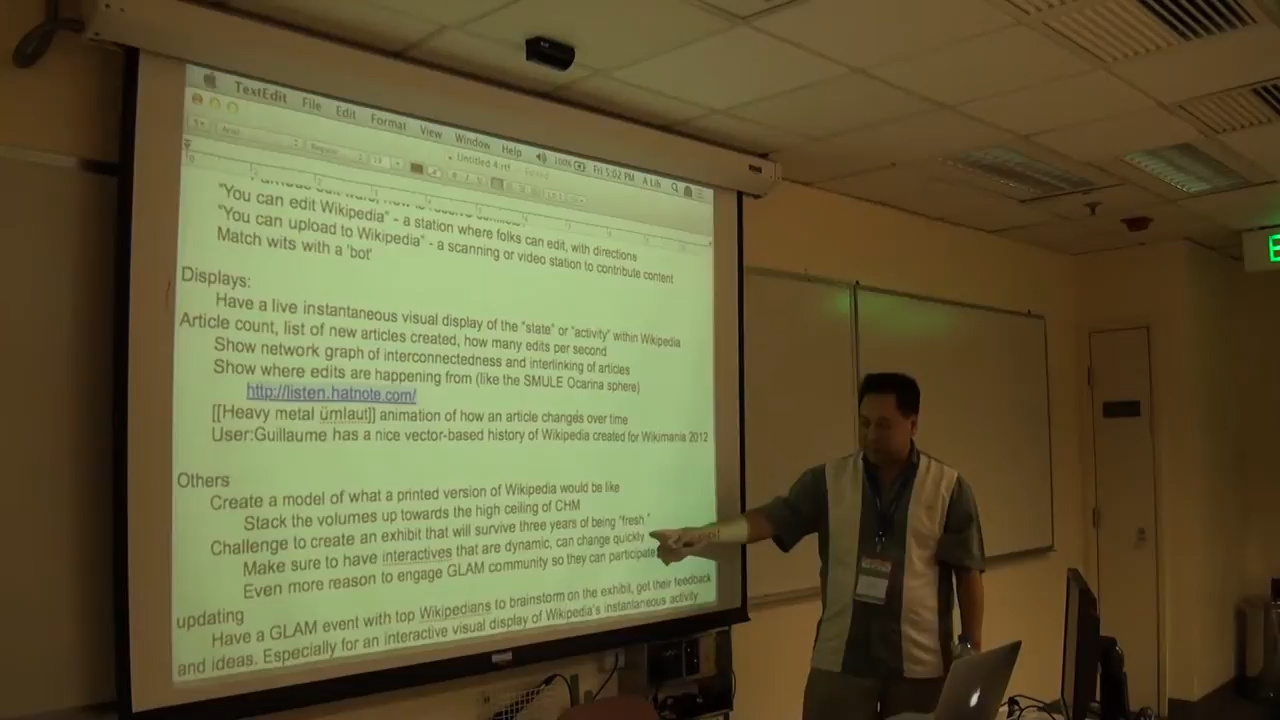 TextEdit File Edit Format View Window Help 100% Fri 5:02 PM A Lih
Untitled 4.rtf
"You can edit Wikipedia" - a station where folks can edit, with directions
"You can upload to Wikipedia" - a scanning or video station to contribute content
Match wits with a 'bot'
Displays:
Have a live instantaneous visual display of the "state" or "activity" within Wikipedia
Article count, list of new articles created, how many edits per second
Show network graph of interconnectedness and interlinking of articles
Show where edits are happening from (like the SMULE Ocarina sphere)
http://listen.hatnote.com/
[[Heavy metal ümlaut]] animation of how an article changes over time
User:Guillaume has a nice vector-based history of Wikipedia created for Wikimania 2012
Others
Create a model of what a printed version of Wikipedia would be like
Stack the volumes up towards the high ceiling of CHM
Challenge to create an exhibit that will survive three years of being "fresh."
Make sure to have interactives that are dynamic, can change quickly
Even more reason to engage GLAM community so they can participate
updating
Have a GLAM event with top Wikipedians to brainstorm on the exhibit, get their feedback
and ideas. Especially for an interactive visual display of Wikipedia's instantaneous activity